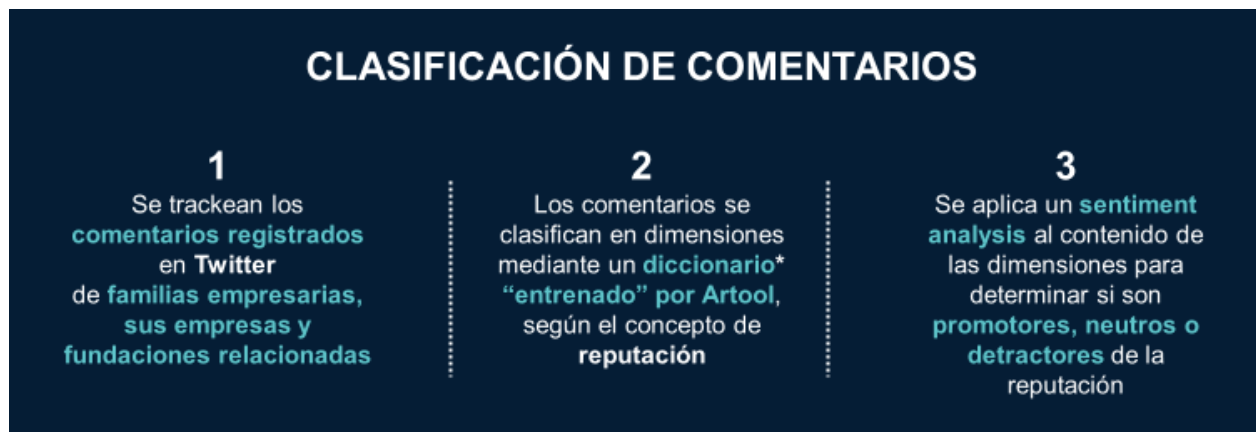 CLASIFICACIÓN DE COMENTARIOS
1
Se trackean los
comentarios registrados
en Twitter
de familias empresarias,
sus empresas y
fundaciones relacionadas
2
Los comentarios se
clasifican en dimensiones
mediante un diccionario*
“entrenado” por Artool,
según el concepto de
reputación
3
Se aplica un sentiment
analysis al contenido de
las dimensiones para
determinar si son
promotores, neutros o
detractores de la
reputación